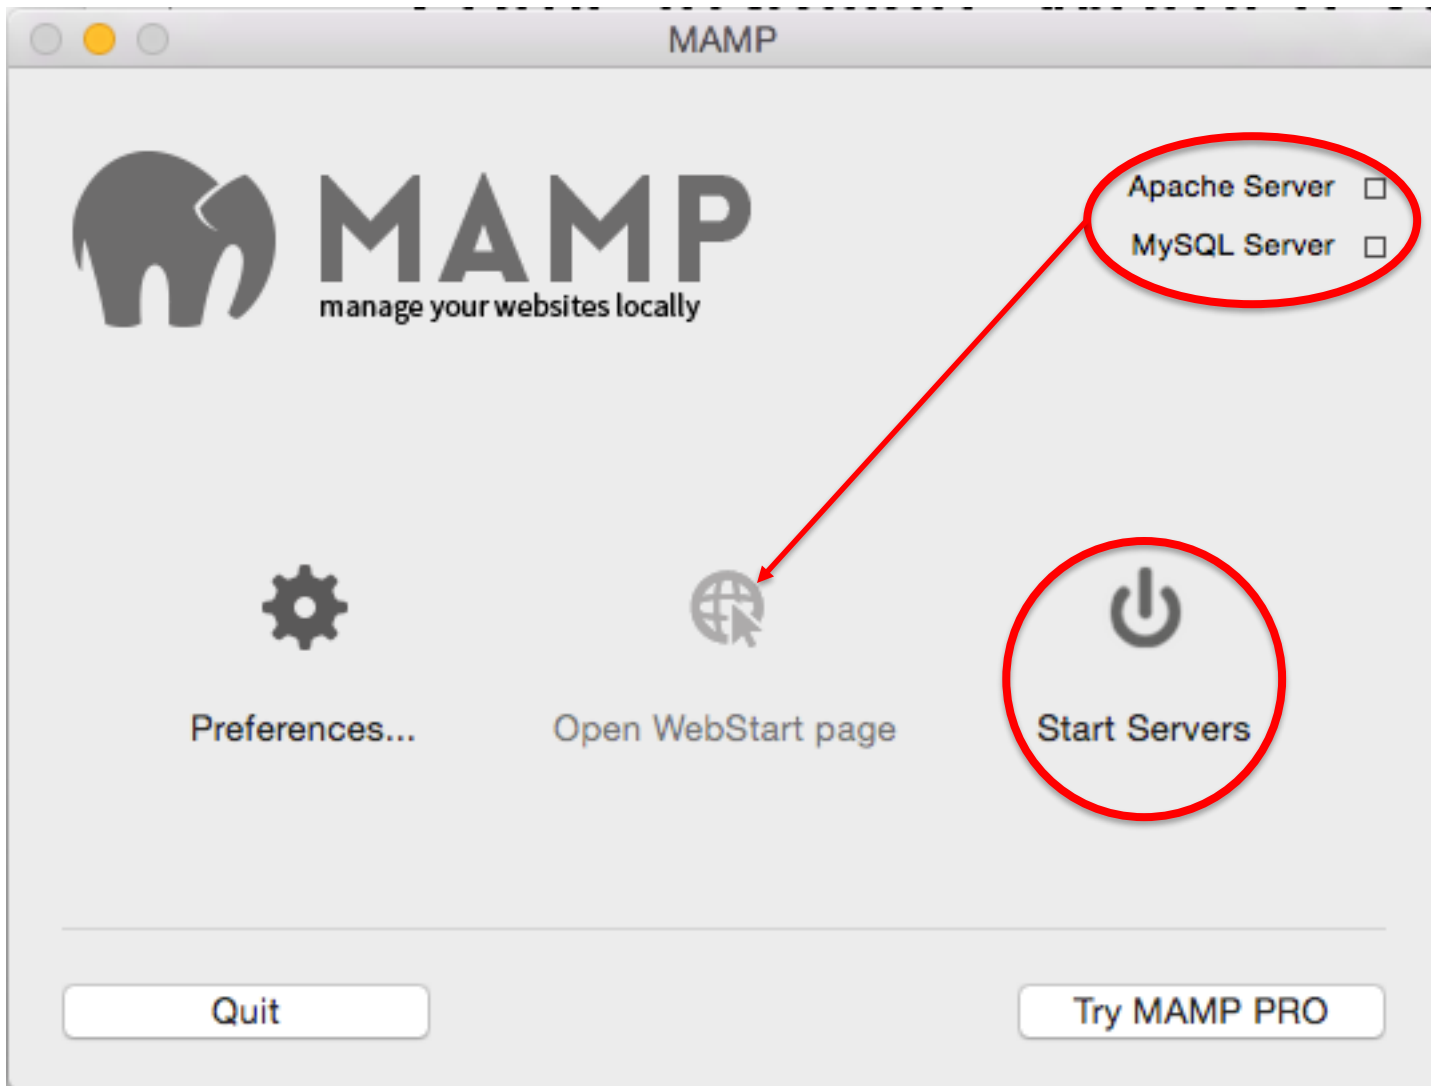 MAMP
MAMP
manage your websites locally
Apache Server
MySQL Server
Preferences...
Open WebStart page
Start Servers
Quit
Try MAMP PRO